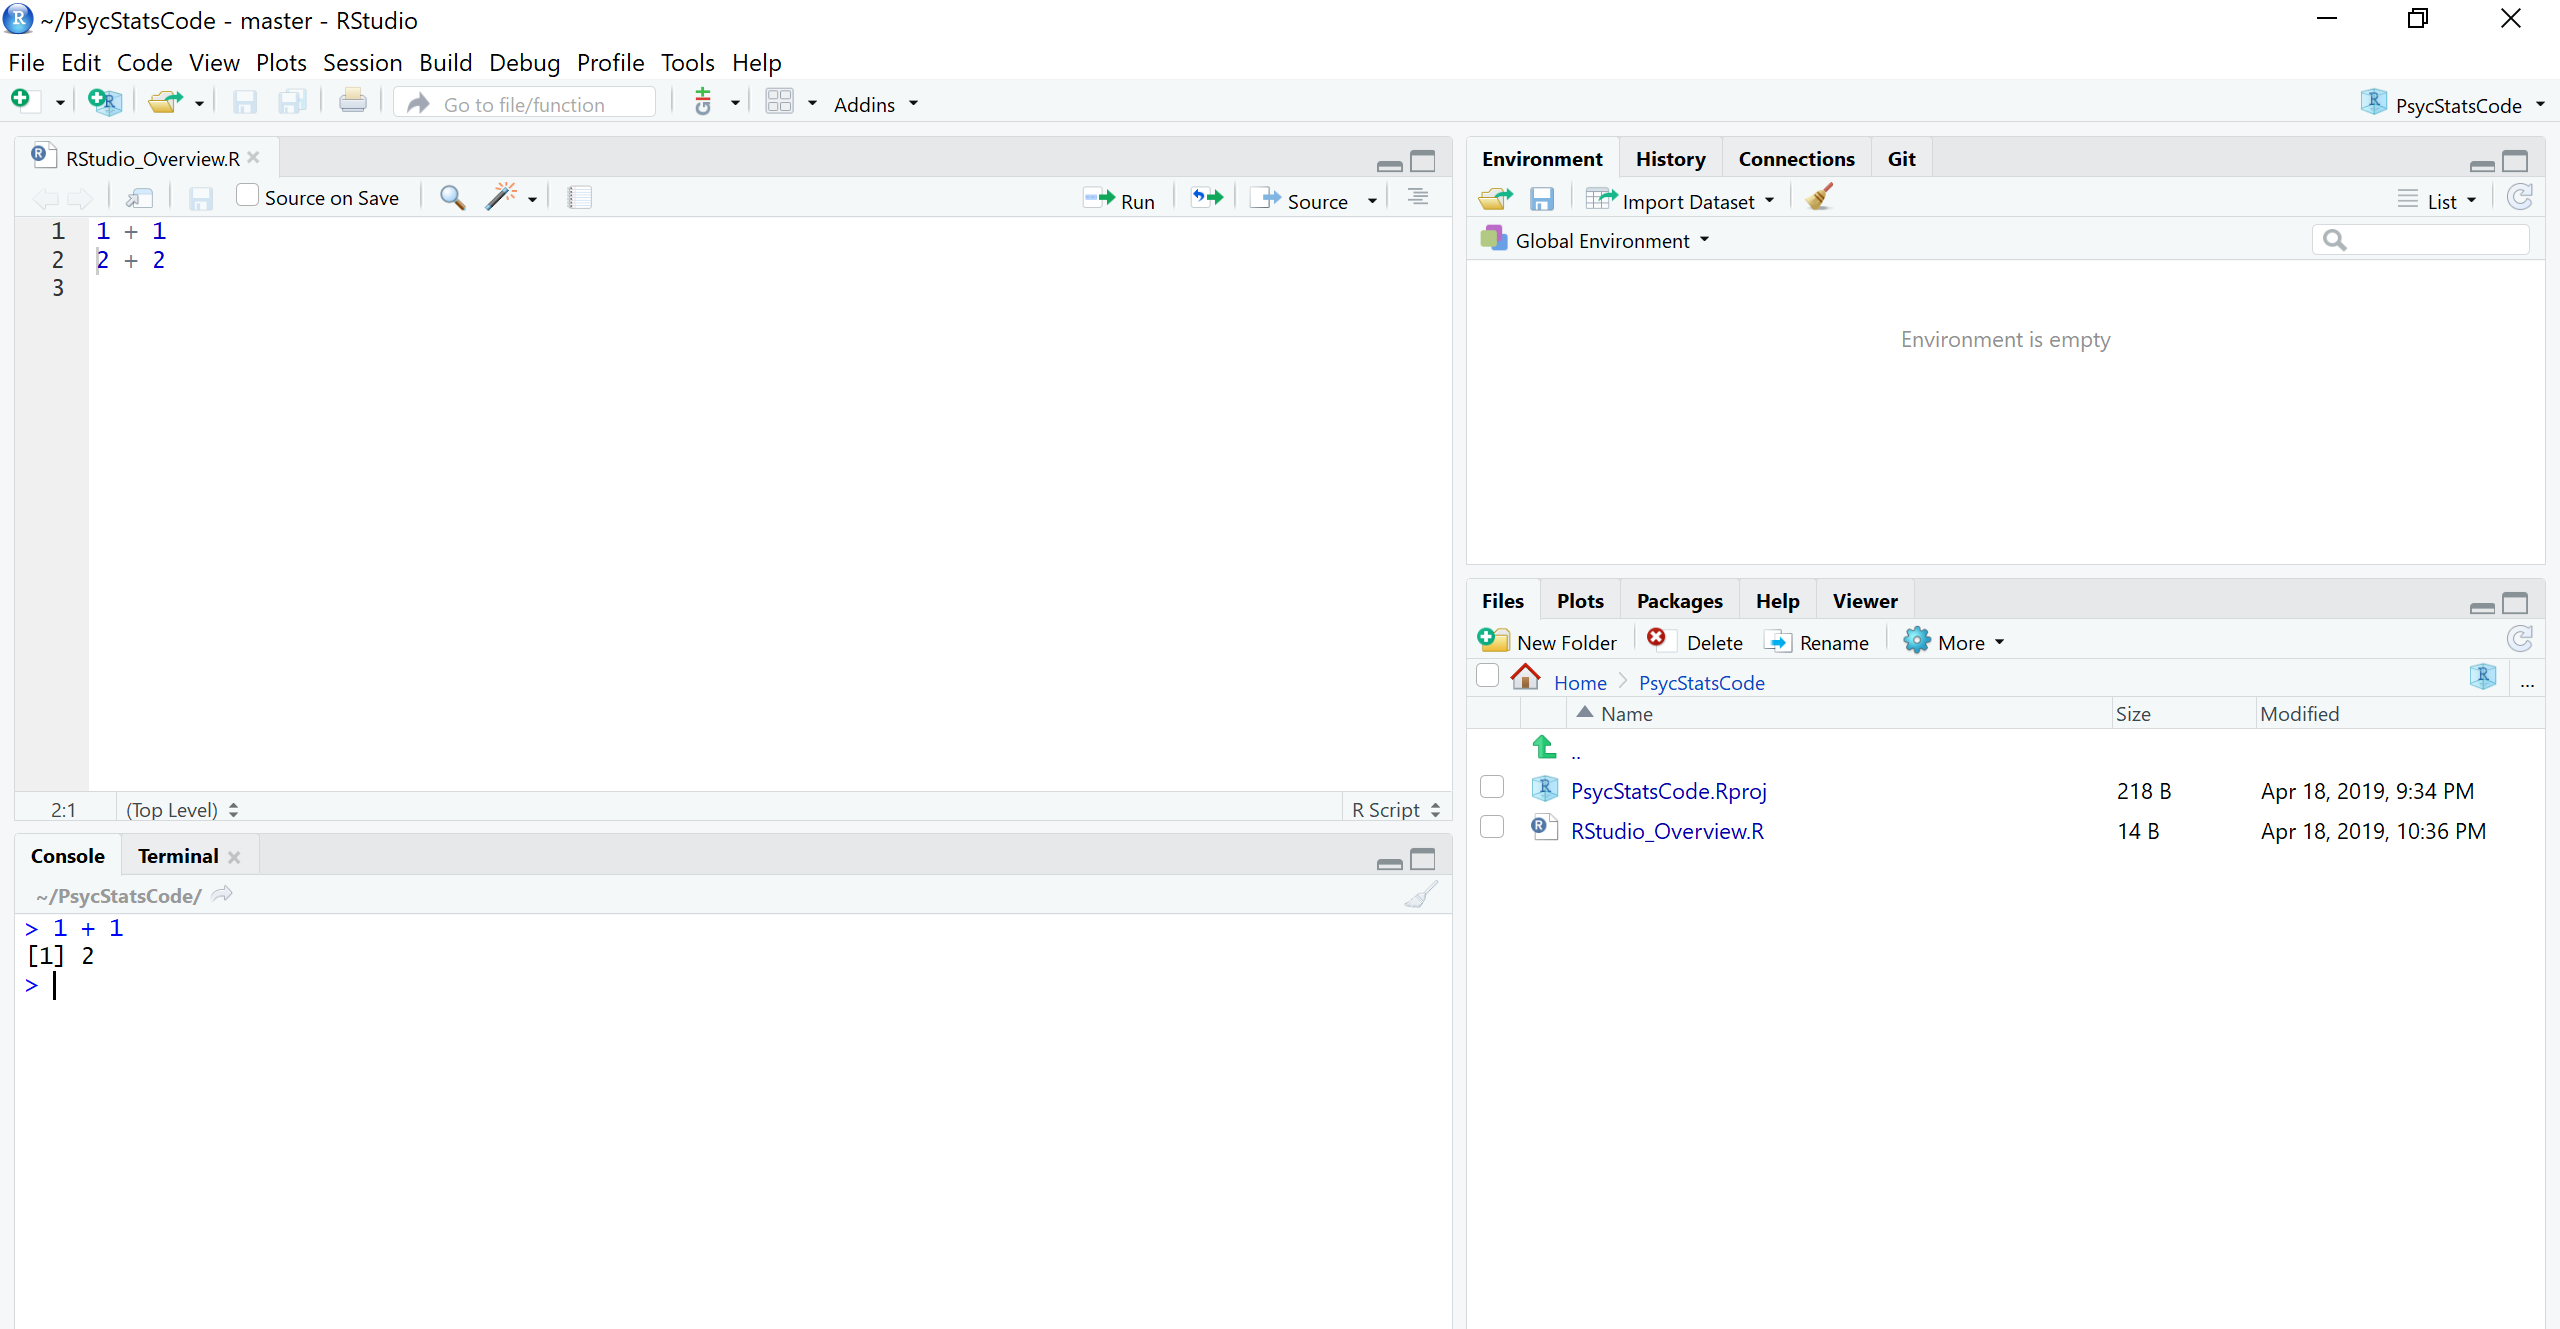 ~/PsycStatsCode - master - RStudio
File Edit Code View Plots Session Build Debug Profile Tools Help
Go to file/function Addins PsycStatsCode
RStudio_Overview.R
Source on Save Run Source
1 1 + 1
2 2 + 2
3
2:1 (Top Level) R Script
Console Terminal
~/PsycStatsCode/
> 1 + 1
[1] 2
>
Environment History Connections Git
Import Dataset List
Global Environment
Environment is empty
Files Plots Packages Help Viewer
New Folder Delete Rename More
Home PsycStatsCode ...
Name Size Modified
..
PsycStatsCode.Rproj 218 B Apr 18, 2019, 9:34 PM
RStudio_Overview.R 14 B Apr 18, 2019, 10:36 PM